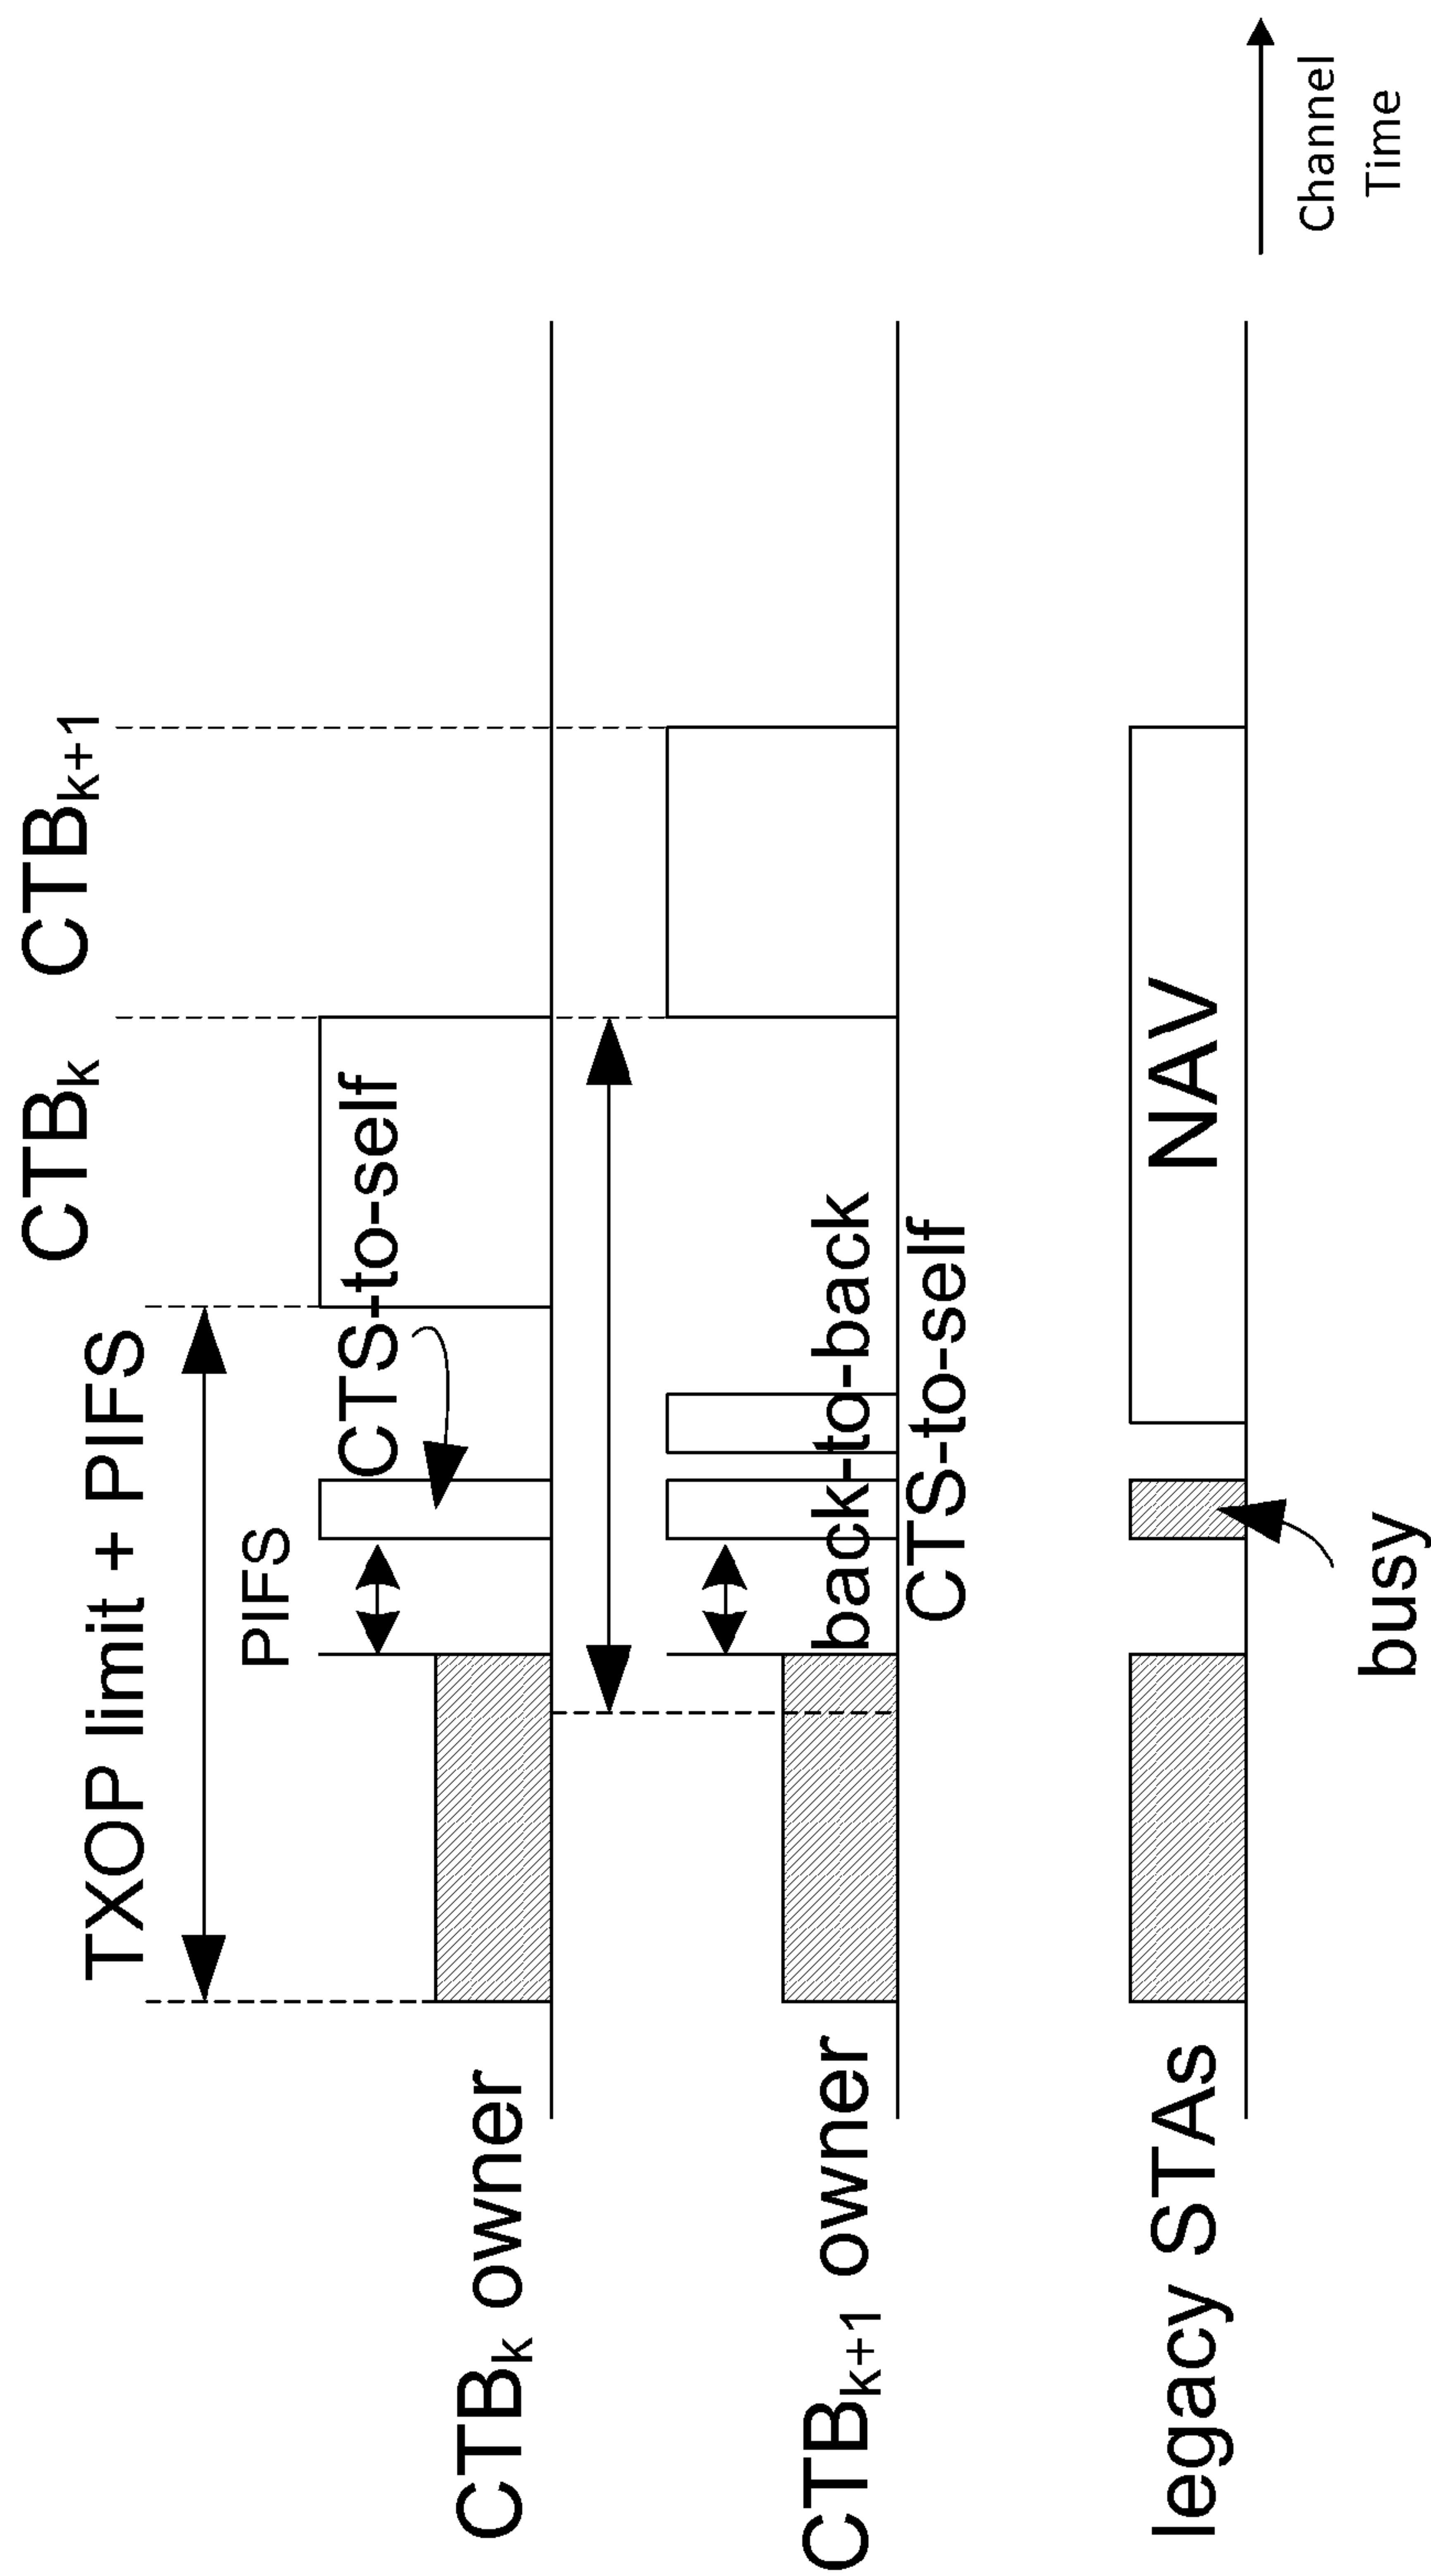 CTBk CTBk+1
TXOP limit + PIFS
PIFS
CTS-to-self
CTBk owner
back-to-back
CTS-to-self
CTBk+1 owner
NAV
legacy STAs
busy
Channel
Time